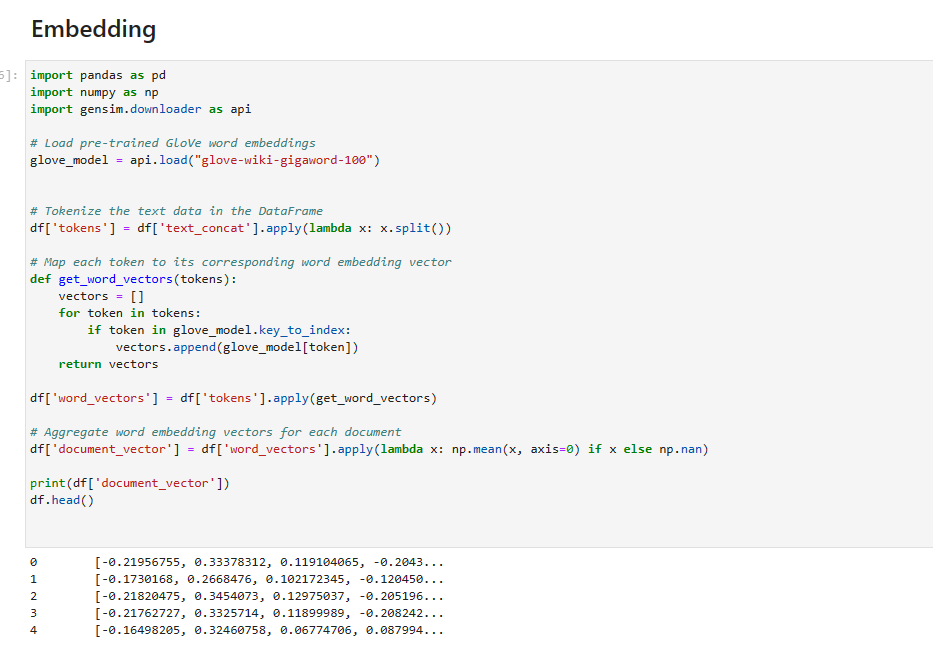 Embedding
5]:
import pandas as pd
import numpy as np
import gensim.downloader as api
# Load pre-trained GloVe word embeddings
glove_model = api.load("glove-wiki-gigaword-100")
# Tokenize the text data in the DataFrame
df['tokens'] = df['text_concat'].apply(lambda x: x.split())
# Map each token to its corresponding word embedding vector
def get_word_vectors(tokens):
    vectors = []
    for token in tokens:
        if token in glove_model.key_to_index:
            vectors.append(glove_model[token])
    return vectors
df['word_vectors'] = df['tokens'].apply(get_word_vectors)
# Aggregate word embedding vectors for each document
df['document_vector'] = df['word_vectors'].apply(lambda x: np.mean(x, axis=0) if x else np.nan)
print(df['document_vector'])
df.head()
0       [-0.21956755, 0.33378312, 0.119104065, -0.2043...
1       [-0.1730168, 0.2668476, 0.102172345, -0.120450...
2       [-0.21820475, 0.3454073, 0.12975037, -0.205196...
3       [-0.21762727, 0.3325714, 0.11899989, -0.208242...
4       [-0.16498205, 0.32460758, 0.06774706, 0.087994...